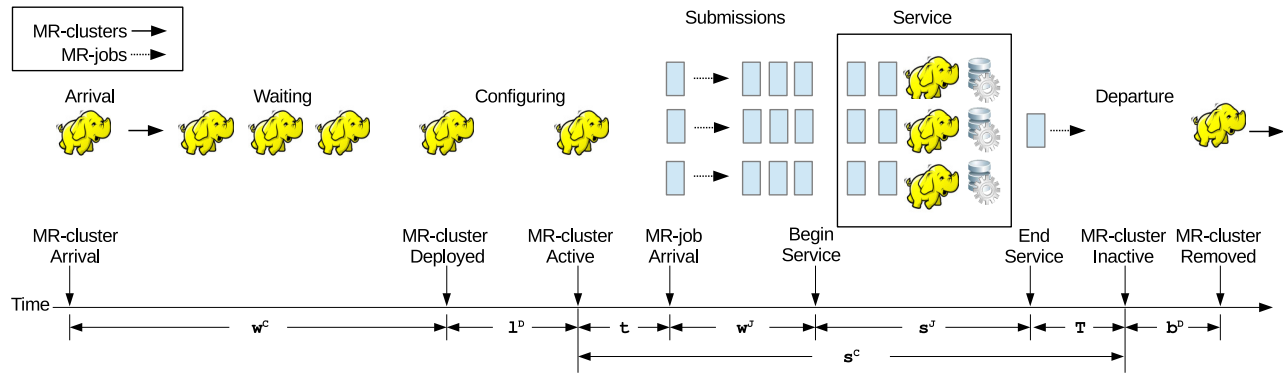 MR-clusters
MR-jobs
Submissions
Service
Arrival
Waiting
Configuring
Departure
MR-cluster
Arrival
MR-cluster
Deployed
MR-cluster
Active
MR-job
Arrival
Begin
Service
End
Service
MR-cluster
Inactive
MR-cluster
Removed
Time
w^C
l^D
t
w^J
s^J
T
b^D
s^C